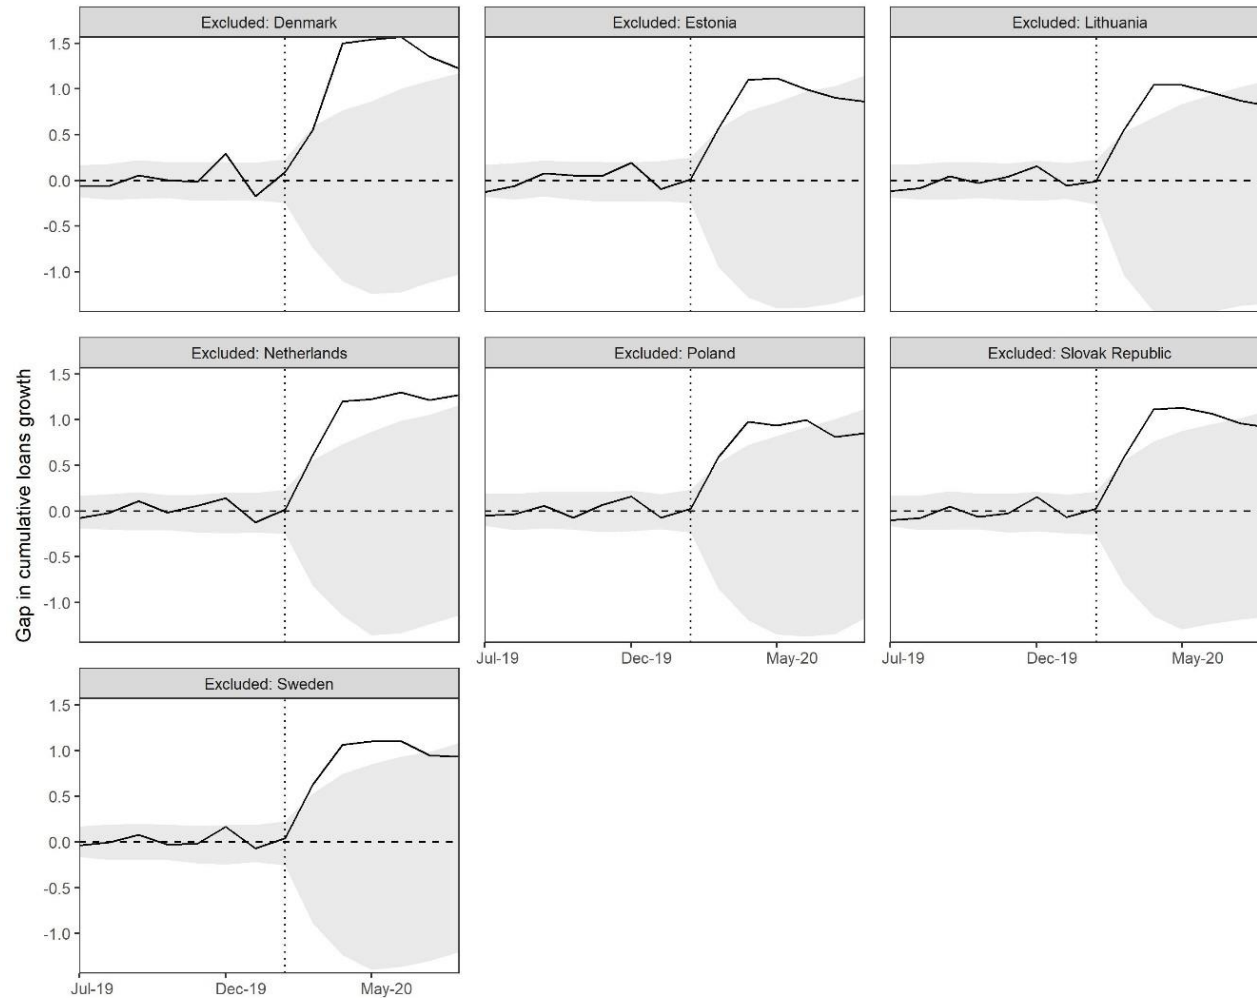 Excluded: Denmark
Excluded: Estonia
Excluded: Lithuania
1.5
1.0
0.5
0.0
-0.5
-1.0
Excluded: Netherlands
Excluded: Poland
Excluded: Slovak Republic
1.5
1.0
0.5
0.0
-0.5
-1.0
Gap in cumulative loans growth
Jul-19
Dec-19
May-20
Jul-19
Dec-19
May-20
Excluded: Sweden
1.5
1.0
0.5
0.0
-0.5
-1.0
Jul-19
Dec-19
May-20